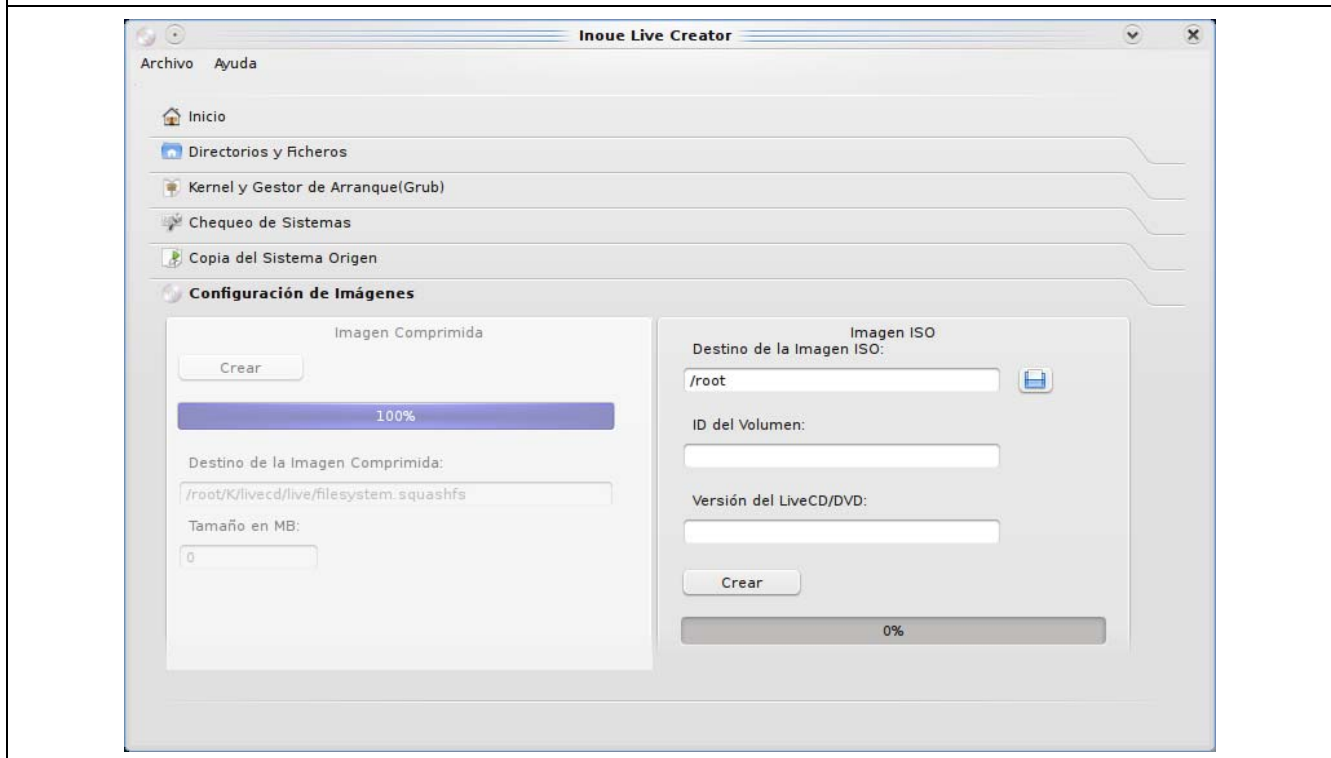 Inoue Live Creator
Archivo Ayuda
Inicio
Directorios y Ficheros
Kernel y Gestor de Arranque(Grub)
Chequeo de Sistemas
Copia del Sistema Origen
Configuración de Imágenes
Imagen Comprimida
Crear
100%
Destino de la Imagen Comprimida:
/root/K/livecd/live/filesystem.squashfs
Tamaño en MB:
0
Imagen ISO
Destino de la Imagen ISO:
/root
ID del Volumen:
Versión del LiveCD/DVD:
Crear
0%